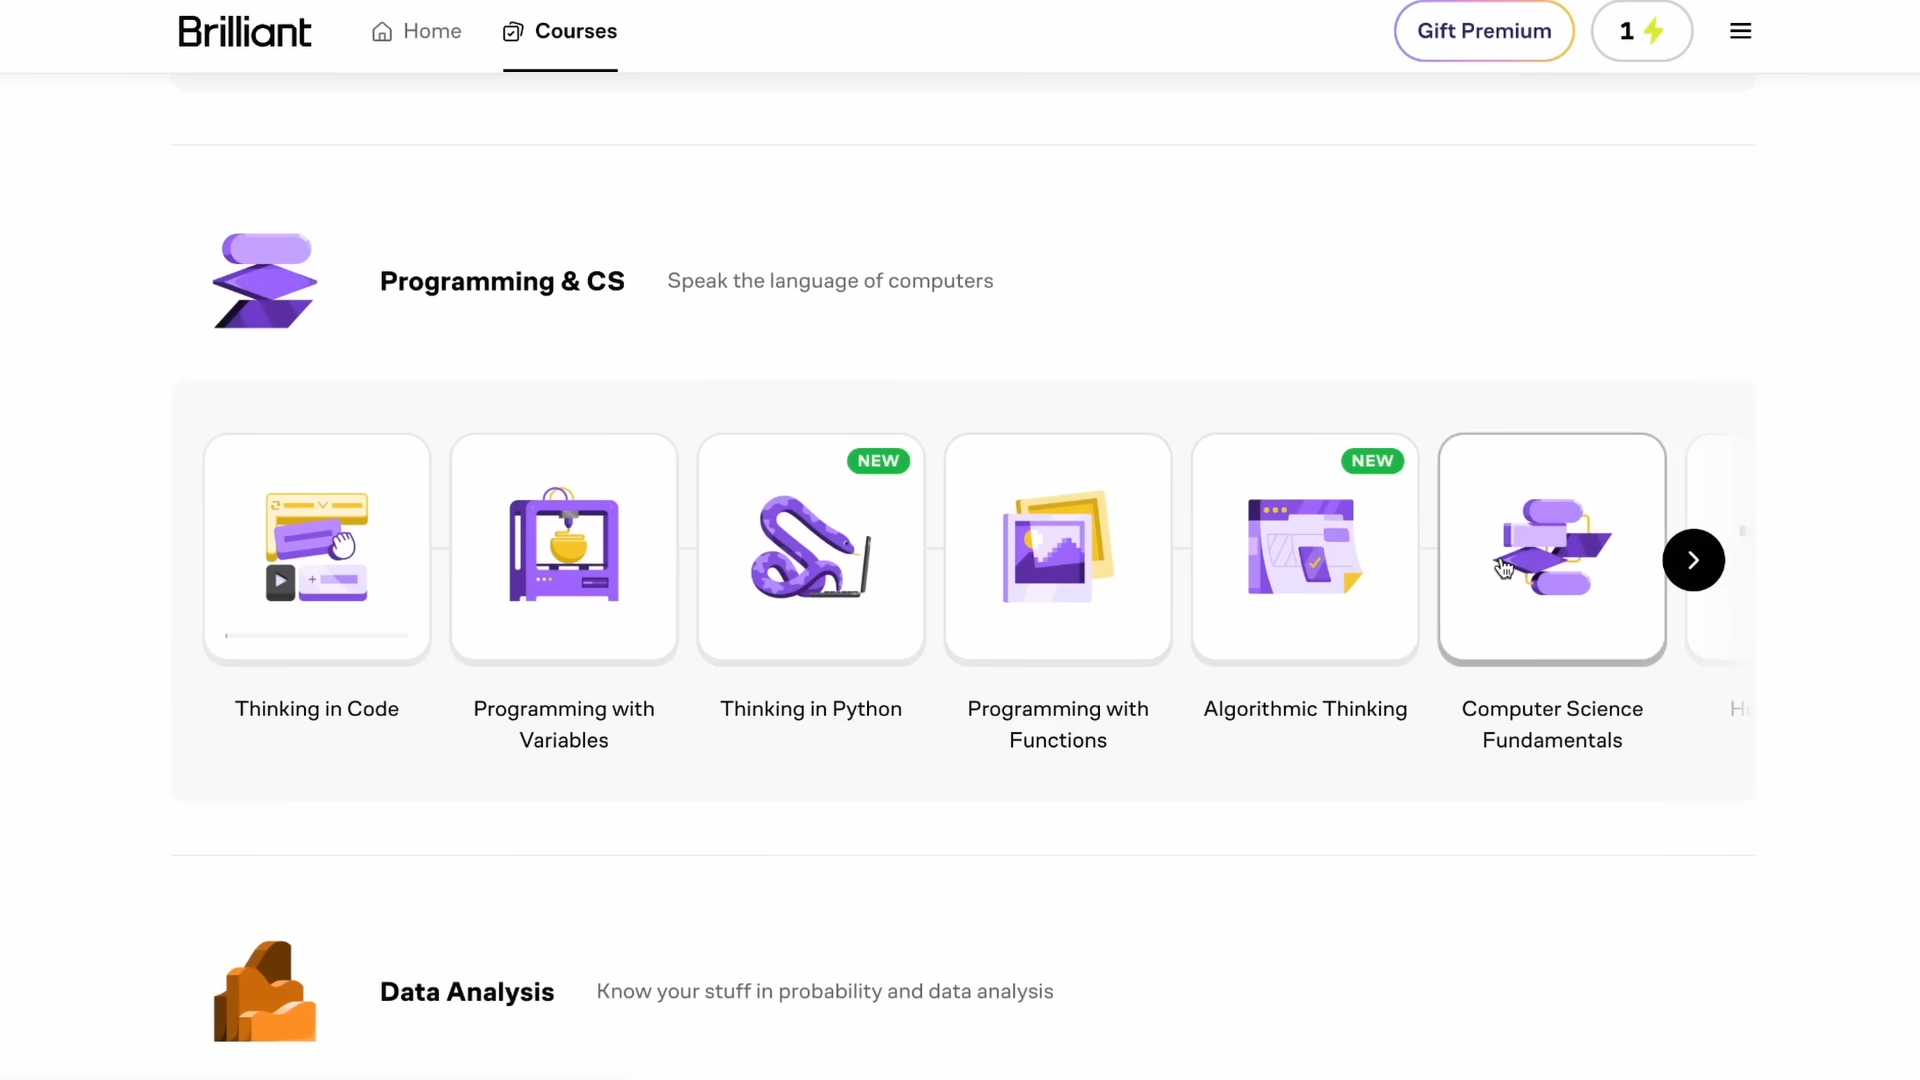 Brilliant
Home
Courses
Gift Premium
1
Programming & CS
Speak the language of computers
NEW
NEW
Thinking in Code
Programming with
Variables
Thinking in Python
Programming with
Functions
Algorithmic Thinking
Computer Science
Fundamentals
Data Analysis
Know your stuff in probability and data analysis